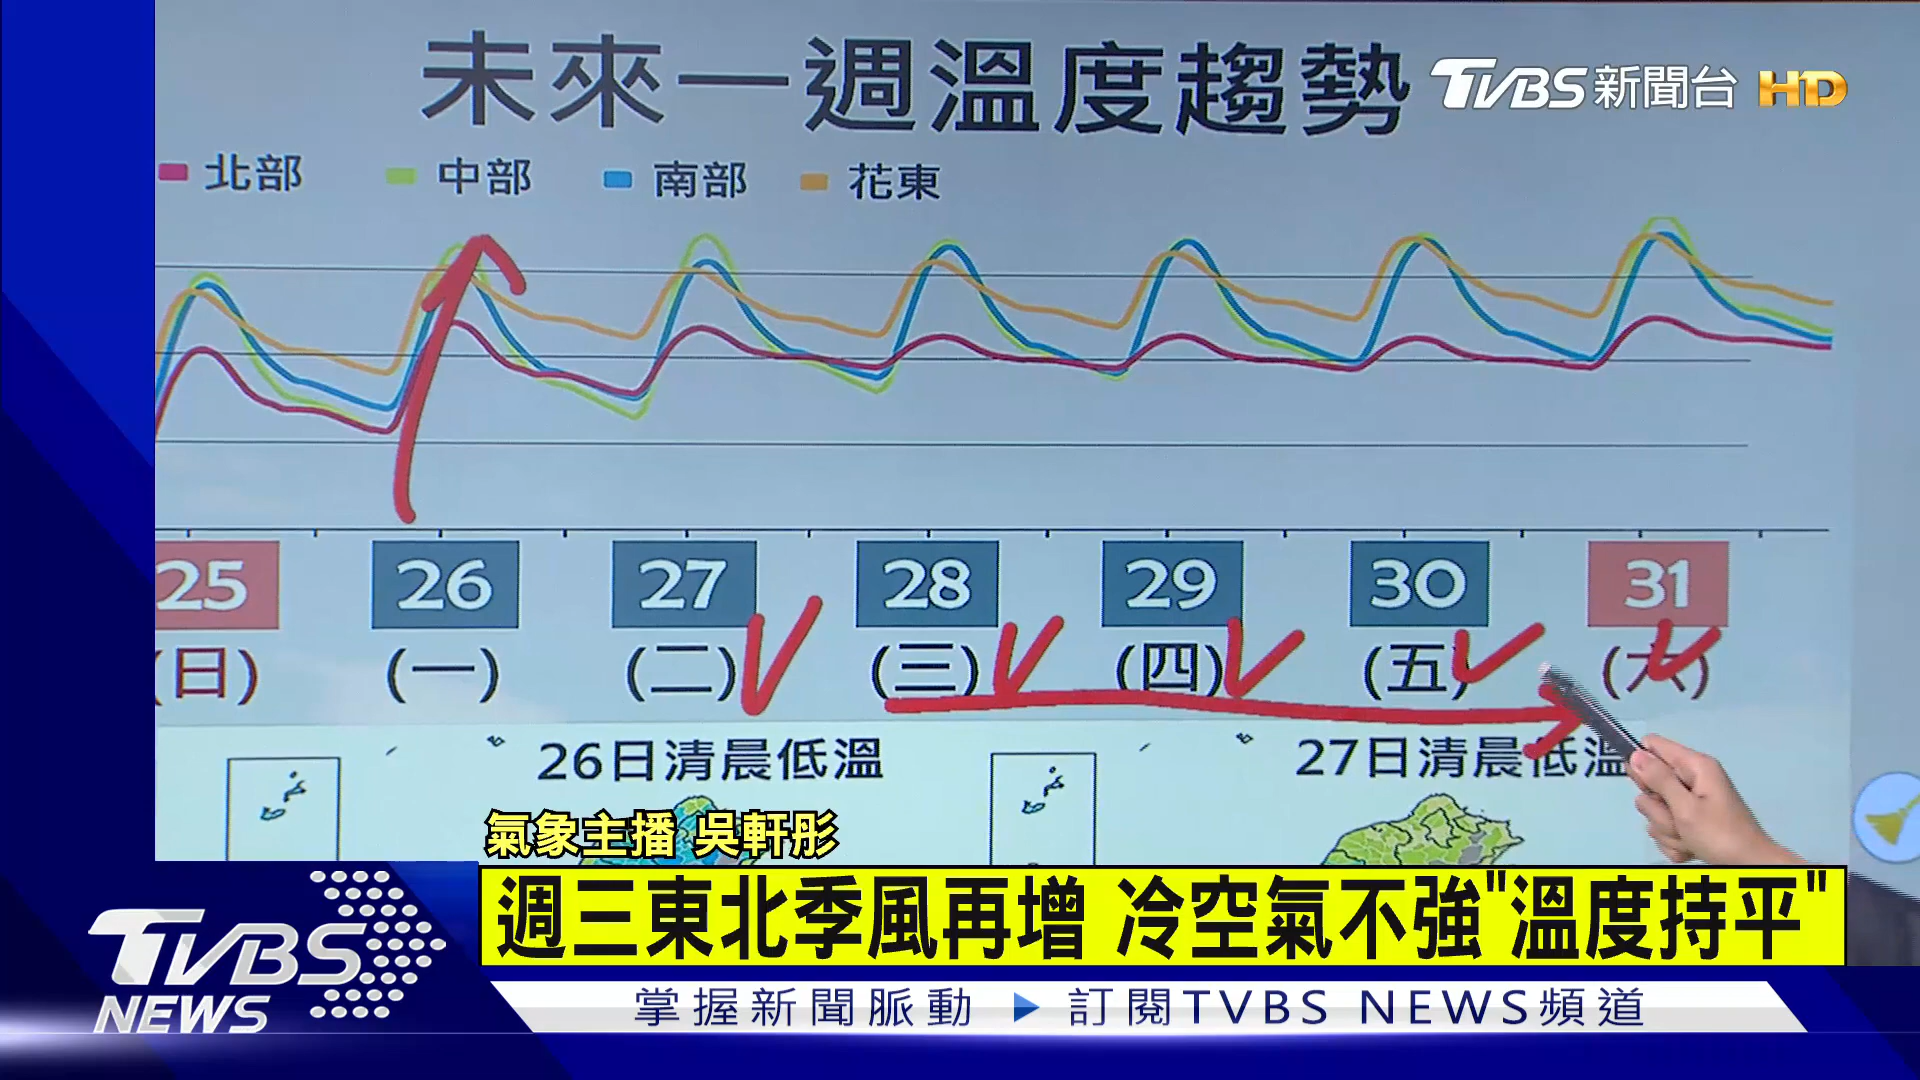 未來一週溫度趨勢
TVBS新聞台 HD
北部 中部 南部 花東
25 26 27 28 29 30 31
(日) (一) (二) (三) (四) (五) (六)
26日清晨低溫 27日清晨低溫
氣象主播 吳軒彤
週三東北季風再增 冷空氣不強"溫度持平"
TVBS NEWS
掌握新聞脈動 ▶ 訂閱TVBS NEWS頻道